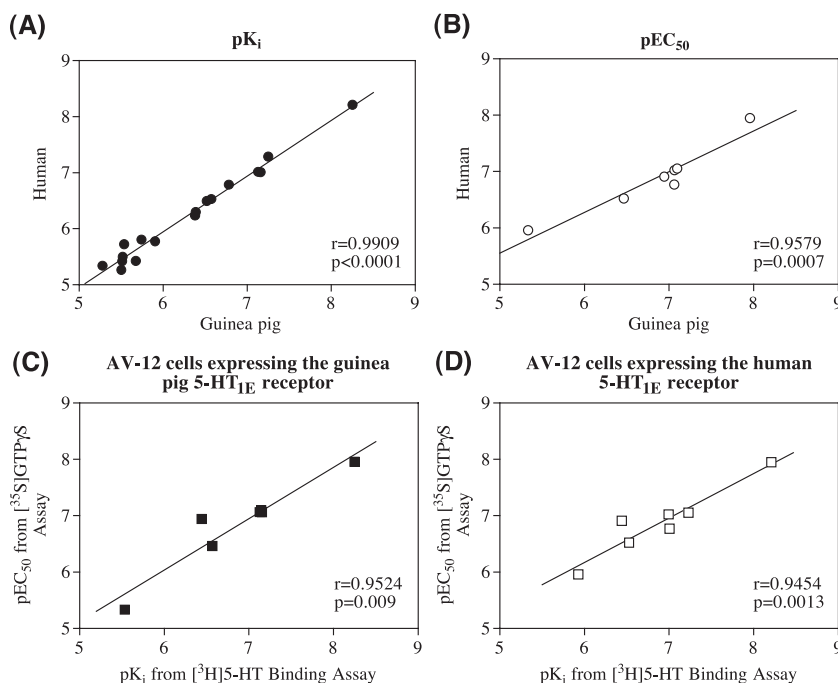 (A)
pKᵢ
9
8
7
6
5
Human
5 6 7 8 9
Guinea pig
r=0.9909
p<0.0001
(B)
pEC₅₀
9
8
7
6
5
Human
5 6 7 8 9
Guinea pig
r=0.9579
p=0.0007
(C)
AV-12 cells expressing the guinea
pig 5-HT₁E receptor
9
8
7
6
5
pEC₅₀ from [³⁵S]GTPγS
Assay
5 6 7 8 9
pKᵢ from [³H]5-HT Binding Assay
r=0.9524
p=0.009
(D)
AV-12 cells expressing the human
5-HT₁E receptor
9
8
7
6
5
pEC₅₀ from [³⁵S]GTPγS
Assay
5 6 7 8 9
pKᵢ from [³H]5-HT Binding Assay
r=0.9454
p=0.0013